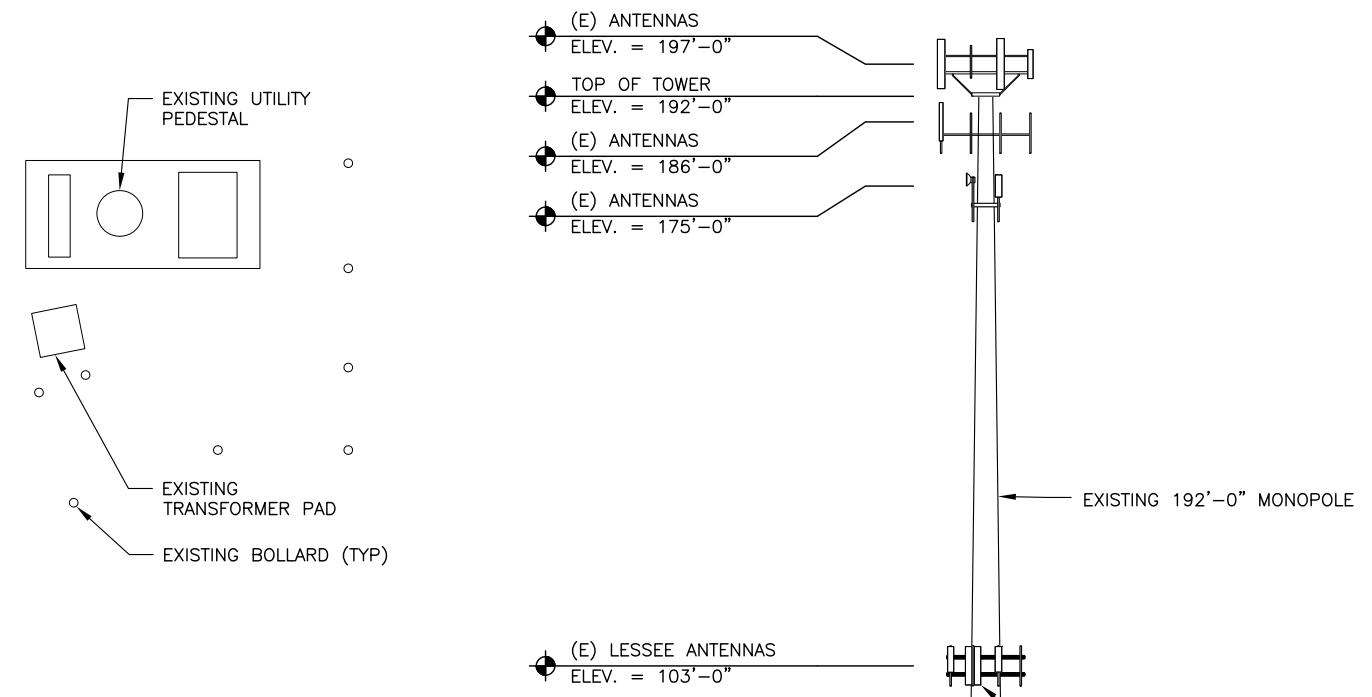 EXISTING UTILITY
PEDESTAL
EXISTING
TRANSFORMER PAD
EXISTING BOLLARD (TYP)
(E) ANTENNAS
ELEV. = 197'-0"
TOP OF TOWER
ELEV. = 192'-0"
(E) ANTENNAS
ELEV. = 186'-0"
(E) ANTENNAS
ELEV. = 175'-0"
EXISTING 192'-0" MONOPOLE
(E) LESSEE ANTENNAS
ELEV. = 103'-0"